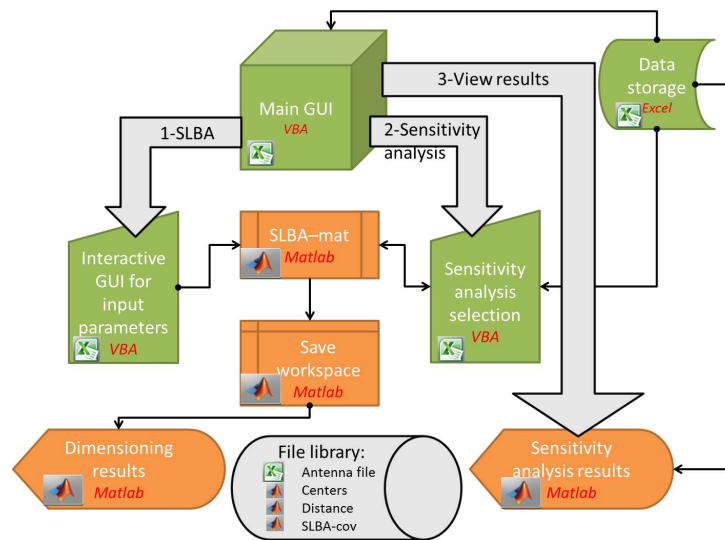 3-View results
Data
storage
Excel
Main GUI
VBA
1-SLBA
2-Sensitivity
analysis
SLBA–mat
Matlab
Interactive
GUI for
input
parameters
VBA
Sensitivity
analysis
selection
VBA
Save
workspace
Matlab
Dimensioning
results
Matlab
File library:
Antenna file
Centers
Distance
SLBA-cov
Sensitivity
analysis results
Matlab